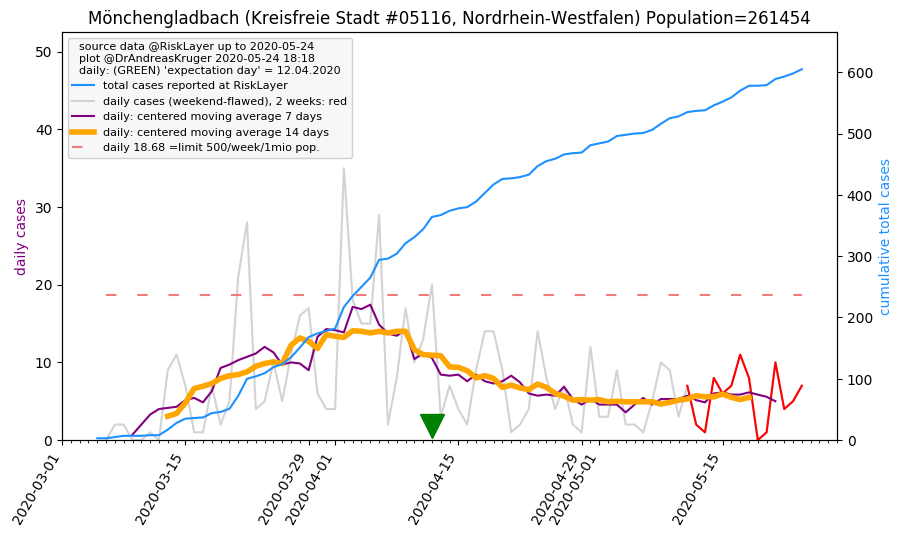 Mönchengladbach (Kreisfreie Stadt #05116, Nordrhein-Westfalen) Population=261454
source data @RiskLayer up to 2020-05-24
plot @DrAndreasKruger 2020-05-24 18:18
daily: (GREEN) 'expectation day' = 12.04.2020
total cases reported at RiskLayer
daily cases (weekend-flawed), 2 weeks: red
daily: centered moving average 7 days
daily: centered moving average 14 days
daily 18.68 =limit 500/week/1mio pop.
daily cases
50
40
30
20
10
0
cumulative total cases
600
500
400
300
200
100
0
2020-03-01
2020-03-15
2020-03-29
2020-04-01
2020-04-15
2020-04-29
2020-05-01
2020-05-15